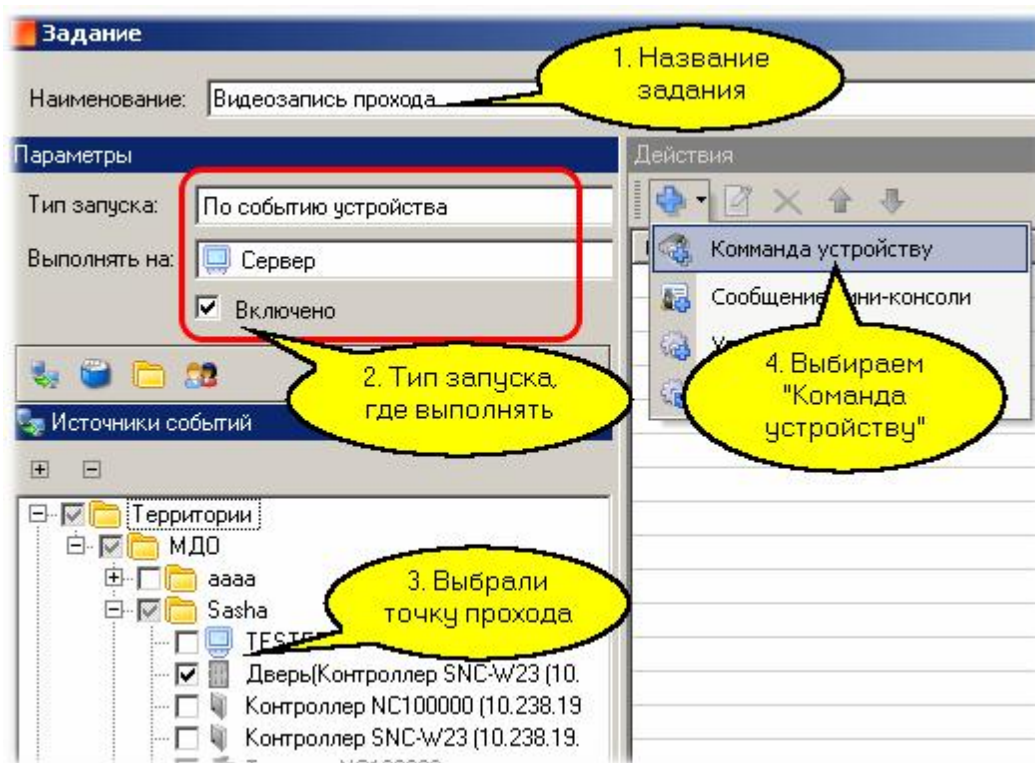 Задание
1. Название
задания
Наименование: Видеозапись прохода
Параметры
Действия
Тип запуска: По событию устройства
Выполнять на: Сервер
Включено
Комманда устройству
Сообщение
консоли
2. Тип запуска,
где выполнять
4. Выбираем
"Команда
устройству"
Источники событий
Территории
МДО
аааа
Sasha
3. Выбрали
точку прохода
Дверь(Контроллер SNC-W23 (10.
Контроллер NC100000 (10.238.19
Контроллер SNC-W23 (10.238.19.